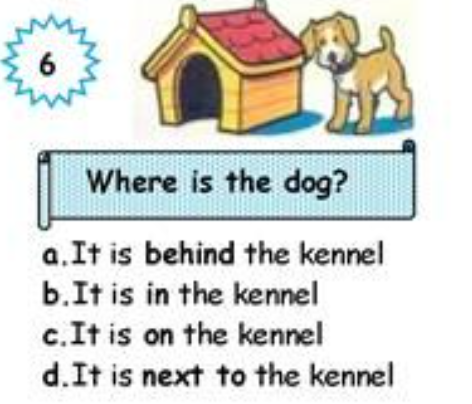 6
Where is the dog?
a.It is behind the kennel
b.It is in the kennel
c.It is on the kennel
d.It is next to the kennel